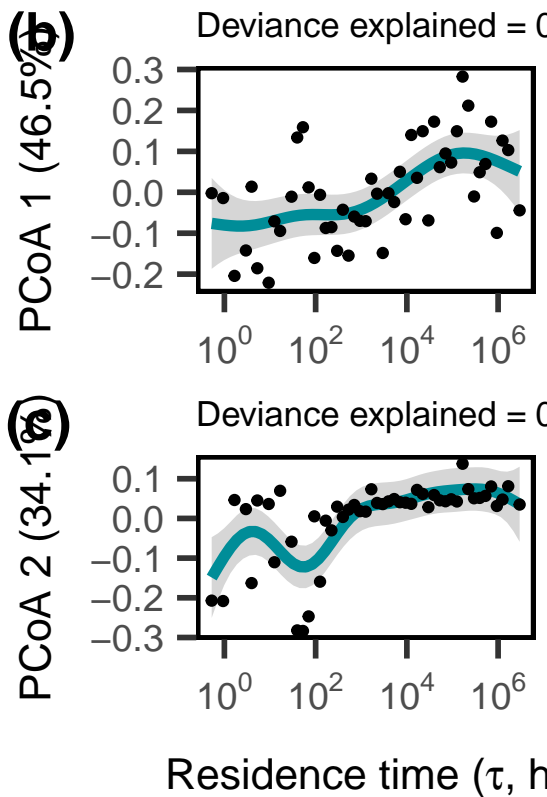 (b)
Deviance explained = 0
PCoA 1 (46.5%)
0.3
0.2
0.1
0.0
−0.1
−0.2
10^0 10^2 10^4 10^6
(c)
Deviance explained = 0
PCoA 2 (34.1%)
0.1
0.0
−0.1
−0.2
−0.3
10^0 10^2 10^4 10^6
Residence time (τ, h